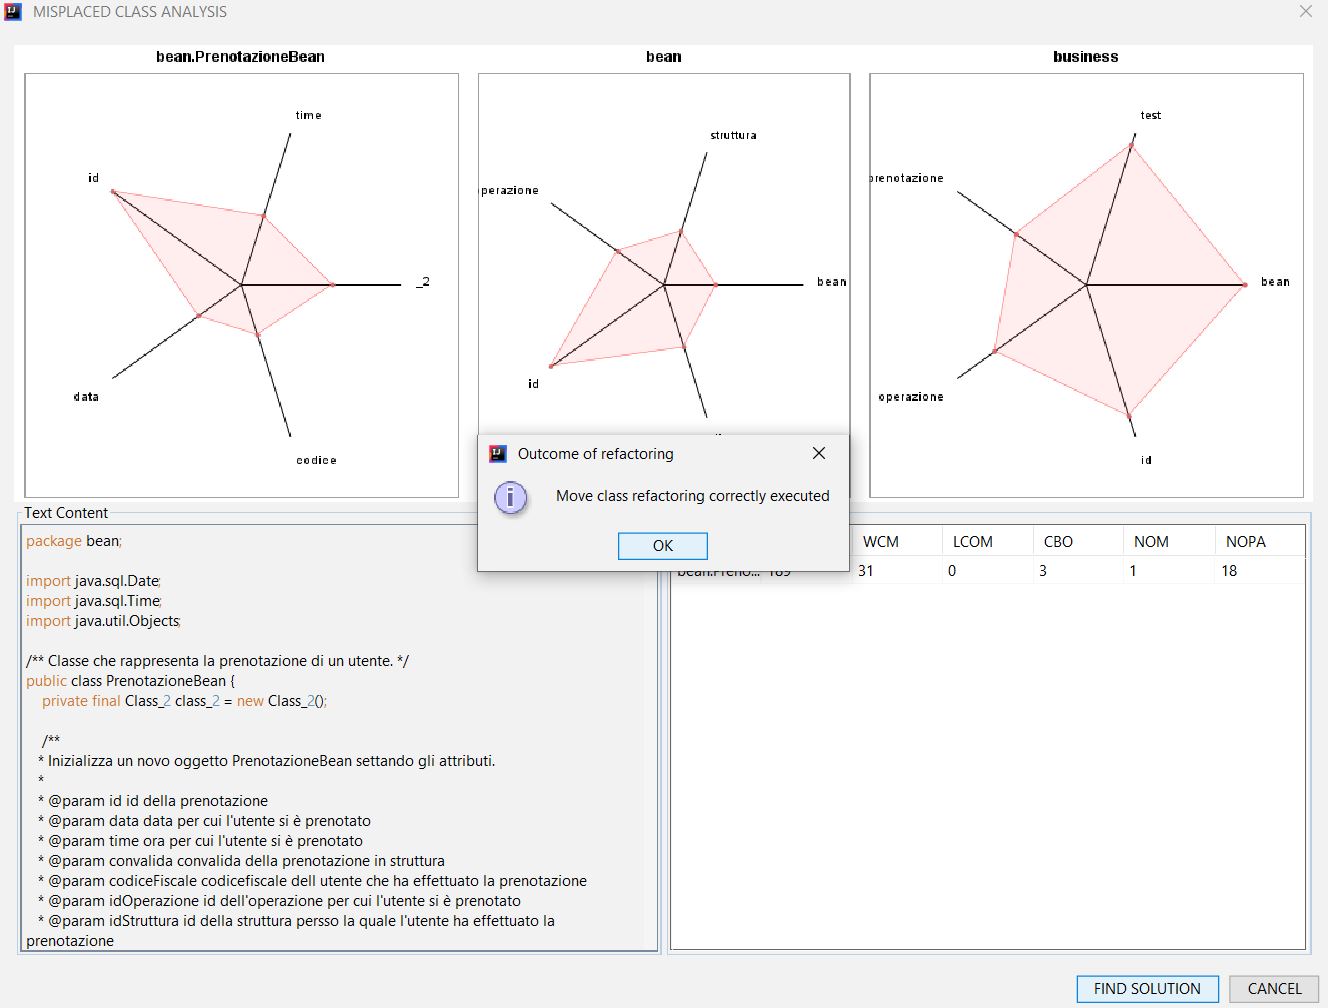 MISPLACED CLASS ANALYSIS
bean.PrenotazioneBean
bean
business
time
id
_2
data
codice
struttura
perazione
bean
id
test
prenotazione
bean
operazione
id
Outcome of refactoring
Move class refactoring correctly executed
OK
Text Content
package bean;
import java.sql.Date;
import java.sql.Time;
import java.util.Objects;
/** Classe che rappresenta la prenotazione di un utente. */
public class PrenotazioneBean {
private final Class_2 class_2 = new Class_2();
/**
* Inizializza un novo oggetto PrenotazioneBean settando gli attributi.
*
* @param id id della prenotazione
* @param data data per cui l'utente si è prenotato
* @param time ora per cui l'utente si è prenotato
* @param convalida convalida della prenotazione in struttura
* @param codiceFiscale codicefiscale dell utente che ha effettuato la prenotazione
* @param idOperazione id dell'operazione per cui l'utente si è prenotato
* @param idStruttura id della struttura persso la quale l'utente ha effettuato la
prenotazione
WCM LCOM CBO NOM NOPA
bean.Preno... 189 31 0 3 1 18
FIND SOLUTION
CANCEL